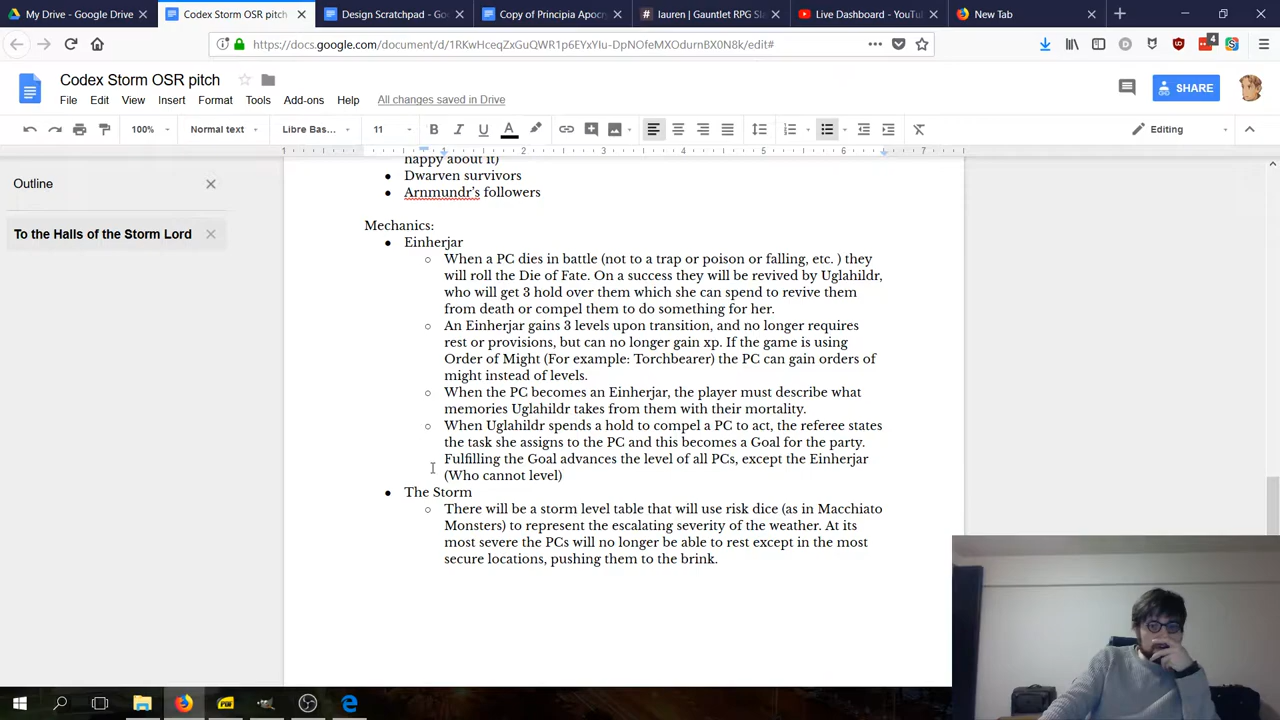 My Drive - Google Drive
Codex Storm OSR pitch
Design Scratchpad - Goo
Copy of Principia Apocr
lauren | Gauntlet RPG Sla
Live Dashboard - YouTu
New Tab
https://docs.google.com/document/d/1RKwHceqZxGuQWR1p6EYxYIu-DpNOfeMXOdurnBX0N8k/edit#
4
Codex Storm OSR pitch
File Edit View Insert Format Tools Add-ons Help All changes saved in Drive
SHARE
100% Normal text Libre Bas... 11 B I U A Editing
1 1 2 3 4 5 6 7
happy about it)
Outline
Dwarven survivors
Arnmundr's followers
To the Halls of the Storm Lord
Mechanics:
Einherjar
When a PC dies in battle (not to a trap or poison or falling, etc. ) they
will roll the Die of Fate. On a success they will be revived by Uglahildr,
who will get 3 hold over them which she can spend to revive them
from death or compel them to do something for her.
An Einherjar gains 3 levels upon transition, and no longer requires
rest or provisions, but can no longer gain xp. If the game is using
Order of Might (For example: Torchbearer) the PC can gain orders of
might instead of levels.
When the PC becomes an Einherjar, the player must describe what
memories Uglahildr takes from them with their mortality.
When Uglahildr spends a hold to compel a PC to act, the referee states
the task she assigns to the PC and this becomes a Goal for the party.
Fulfilling the Goal advances the level of all PCs, except the Einherjar
(Who cannot level)
The Storm
There will be a storm level table that will use risk dice (as in Macchiato
Monsters) to represent the escalating severity of the weather. At its
most severe the PCs will no longer be able to rest except in the most
secure locations, pushing them to the brink.